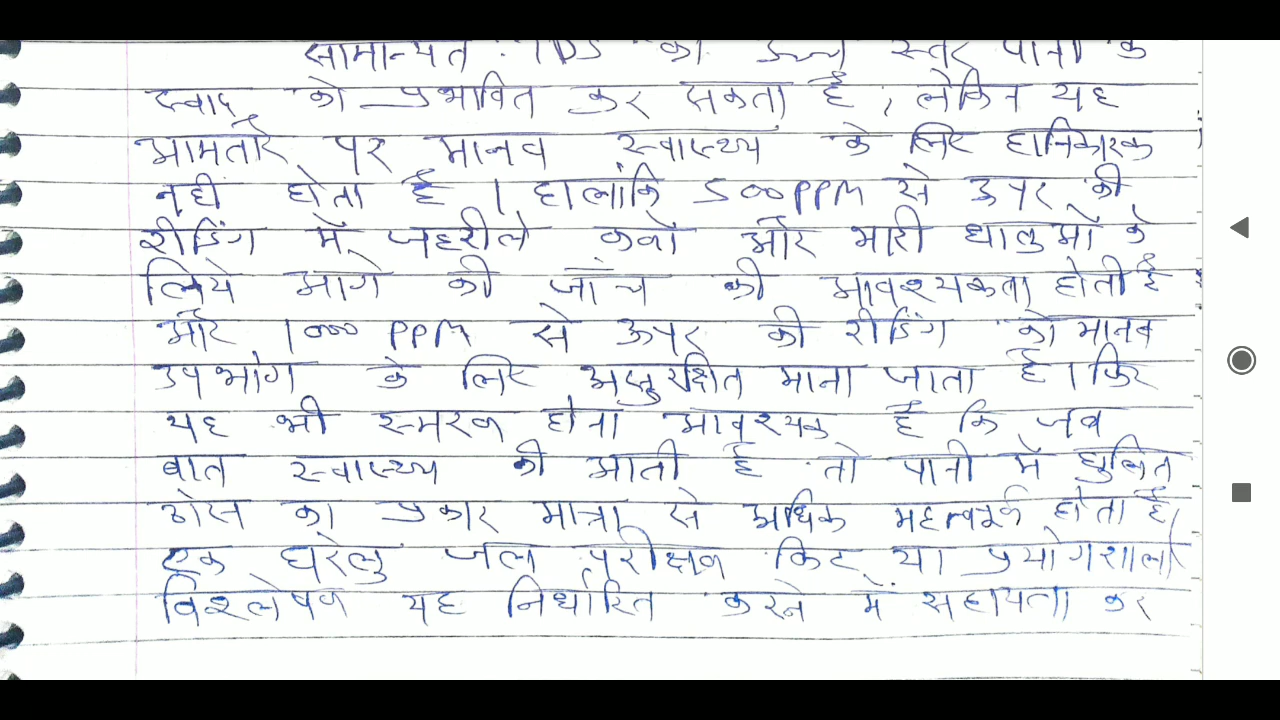 सामान्यत: TDS का उच्च स्तर पानी के
स्वाद को प्रभावित कर सकता है, लेकिन यह
आमतौर पर मानव स्वास्थ्य के लिए हानिकारक
नही होता है । हालांकि 500 PPM से ऊपर की
रीडिंग में जहरीले कणों और भारी धातुओं के
लिये आगे की जांच की आवश्यकता होती है
और 1000 PPM से ऊपर की रीडिंग को मानव
उपभोग के लिए असुरक्षित माना जाता है । फिर
यह भी स्मरण होना आवश्यक है कि जब
बात स्वास्थ्य की आती है तो पानी में घुलित
ठोस का प्रकार मात्रा से अधिक महत्वपूर्ण होता है,
एक घरेलु जल परीक्षण किट या प्रयोगशाला
विश्लेषण यह निर्धारित करने में सहायता कर